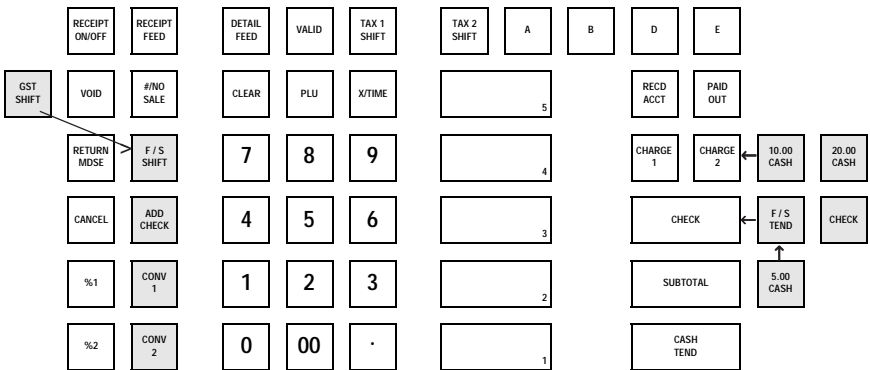 RECEIPT
ON/OFF
RECEIPT
FEED
DETAIL
FEED
VALID
TAX 1
SHIFT
TAX 2
SHIFT
A
B
D
E
GST
SHIFT
VOID
#/NO
SALE
CLEAR
PLU
X/TIME
5
RECD
ACCT
PAID
OUT
RETURN
MDSE
F / S
SHIFT
7
8
9
4
CHARGE
1
CHARGE
2
10.00
CASH
20.00
CASH
CANCEL
ADD
CHECK
4
5
6
3
CHECK
F / S
TEND
CHECK
%1
CONV
1
1
2
3
2
SUBTOTAL
5.00
CASH
%2
CONV
2
0
00
.
1
CASH
TEND